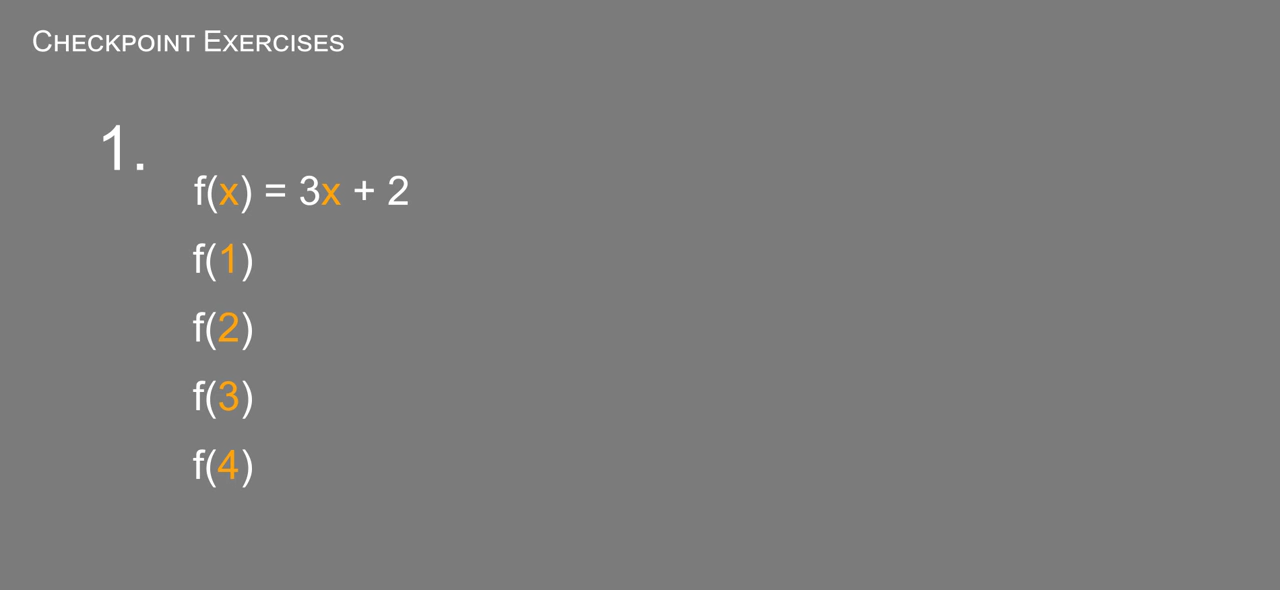 Checkpoint Exercises
1.
f(x) = 3x + 2
f(1)
f(2)
f(3)
f(4)